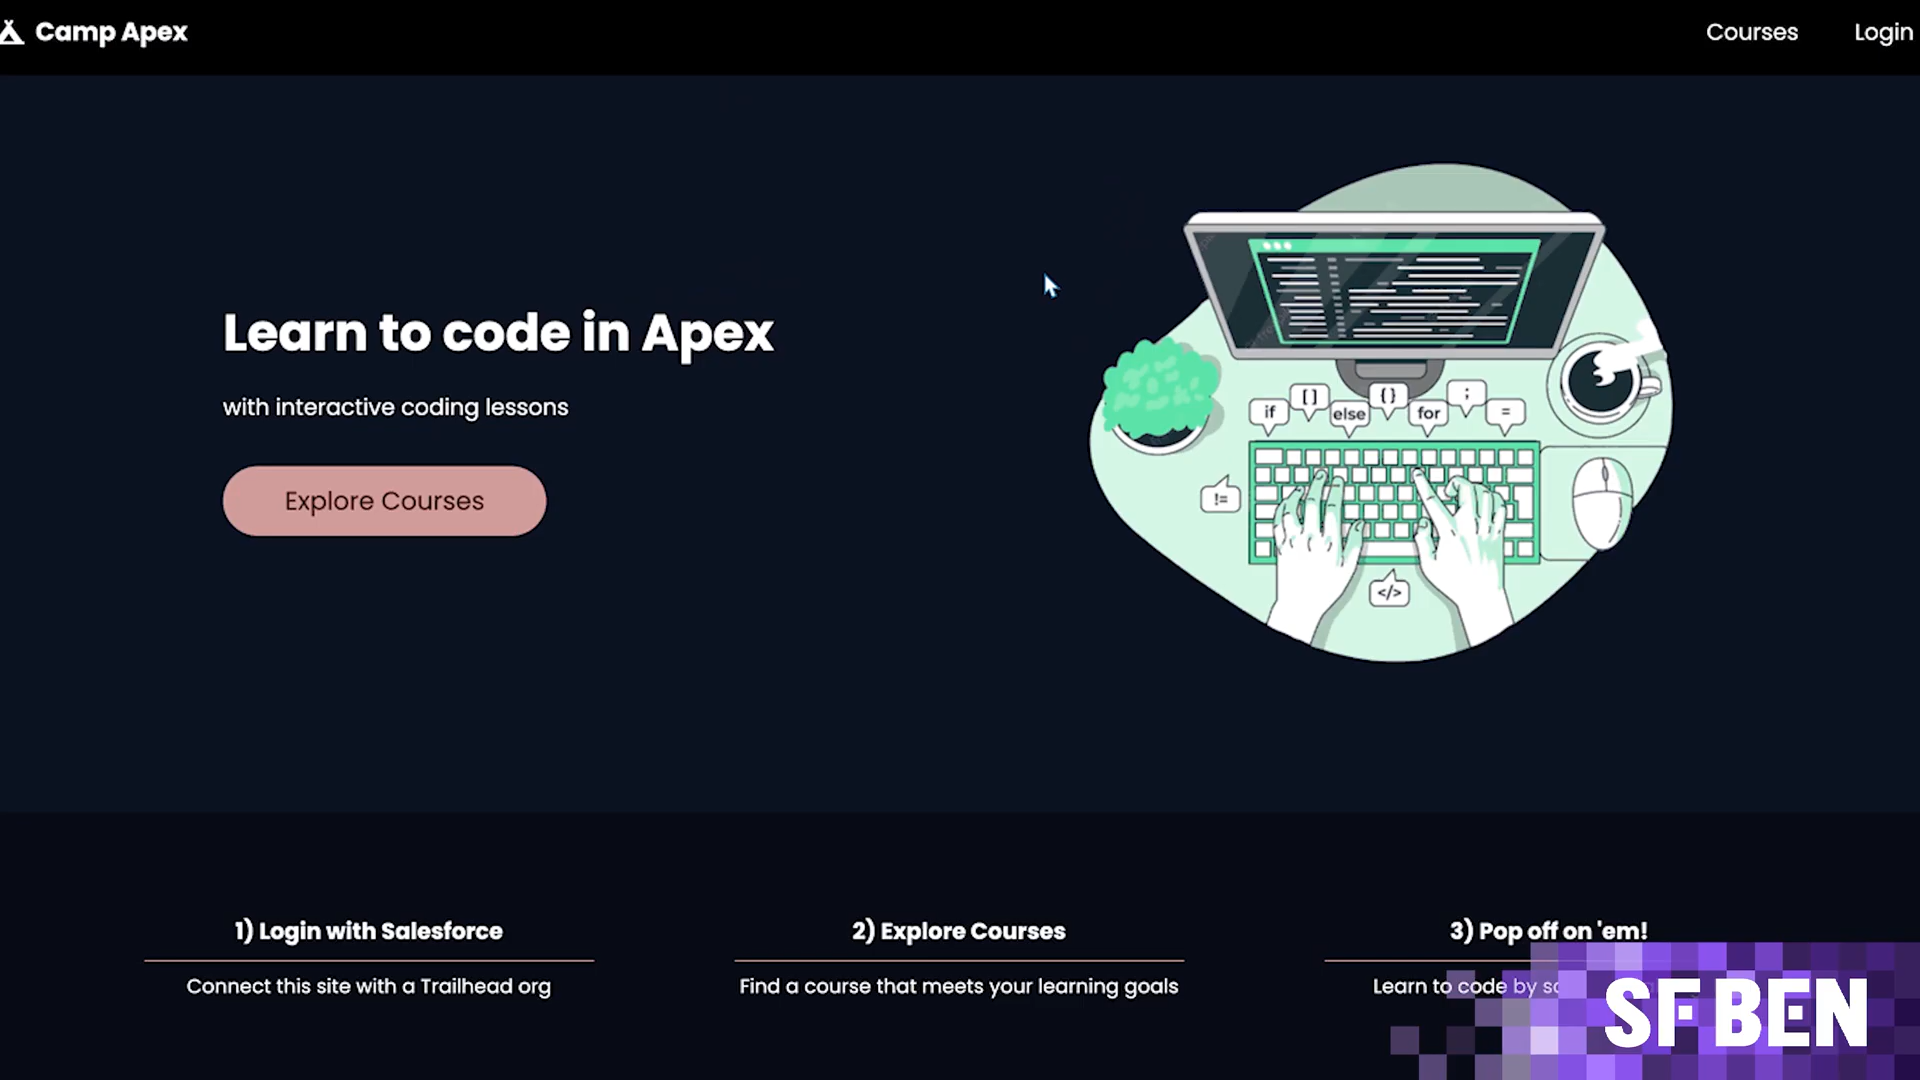 Camp Apex
Courses
Login
Learn to code in Apex
with interactive coding lessons
Explore Courses
if
[ ]
else
{ }
for
;
=
!=
</>
1) Login with Salesforce
Connect this site with a Trailhead org
2) Explore Courses
Find a course that meets your learning goals
3) Pop off on 'em!
Learn to code by
SF BEN